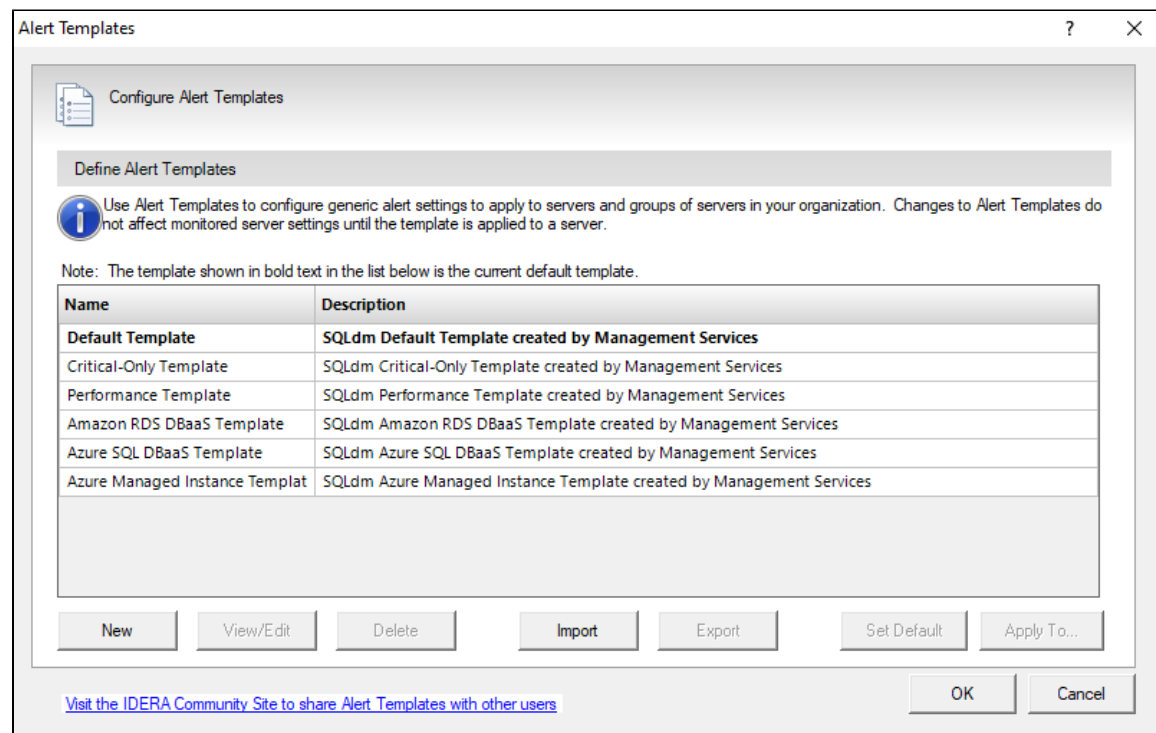 Alert Templates
?
Configure Alert Templates
Define Alert Templates
Use Alert Templates to configure generic alert settings to apply to servers and groups of servers in your organization. Changes to Alert Templates do
not affect monitored server settings until the template is applied to a server.
Note: The template shown in bold text in the list below is the current default template.
Name Description
Default Template SQLdm Default Template created by Management Services
Critical-Only Template SQLdm Critical-Only Template created by Management Services
Performance Template SQLdm Performance Template created by Management Services
Amazon RDS DBaaS Template SQLdm Amazon RDS DBaaS Template created by Management Services
Azure SQL DBaaS Template SQLdm Azure SQL DBaaS Template created by Management Services
Azure Managed Instance Templat SQLdm Azure Managed Instance Template created by Management Services
New View/Edit Delete Import Export Set Default Apply To...
Visit the IDERA Community Site to share Alert Templates with other users
OK Cancel